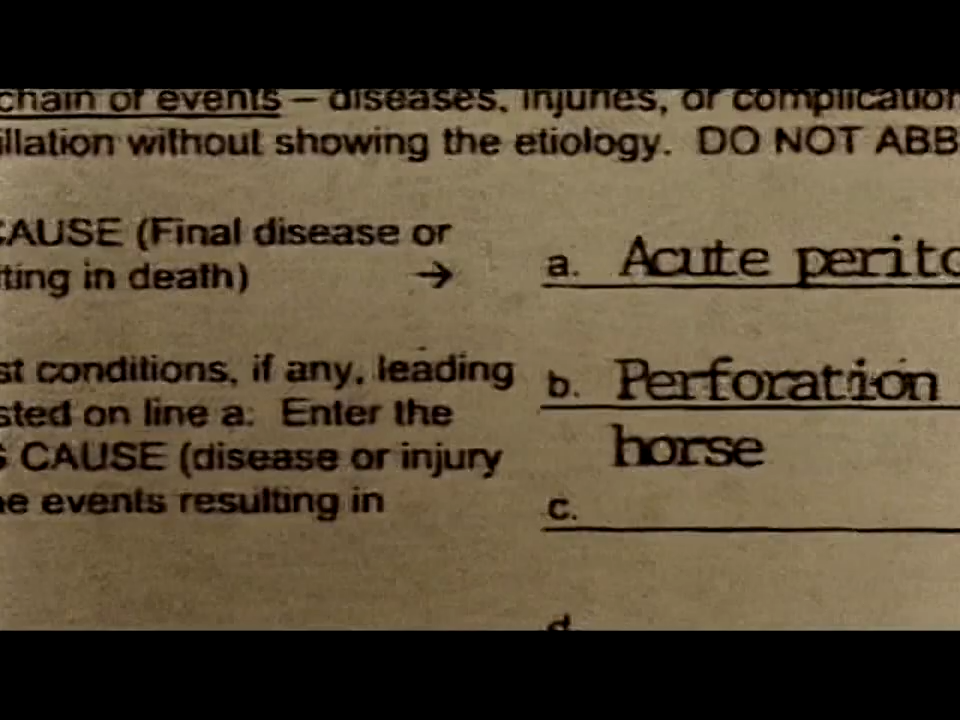 chain of events – diseases, injuries, or complication
illation without showing the etiology. DO NOT ABB
CAUSE (Final disease or
ting in death) →
a. Acute perito
st conditions, if any, leading
sted on line a: Enter the
b. Perforation
horse
S CAUSE (disease or injury
he events resulting in
c.
d.